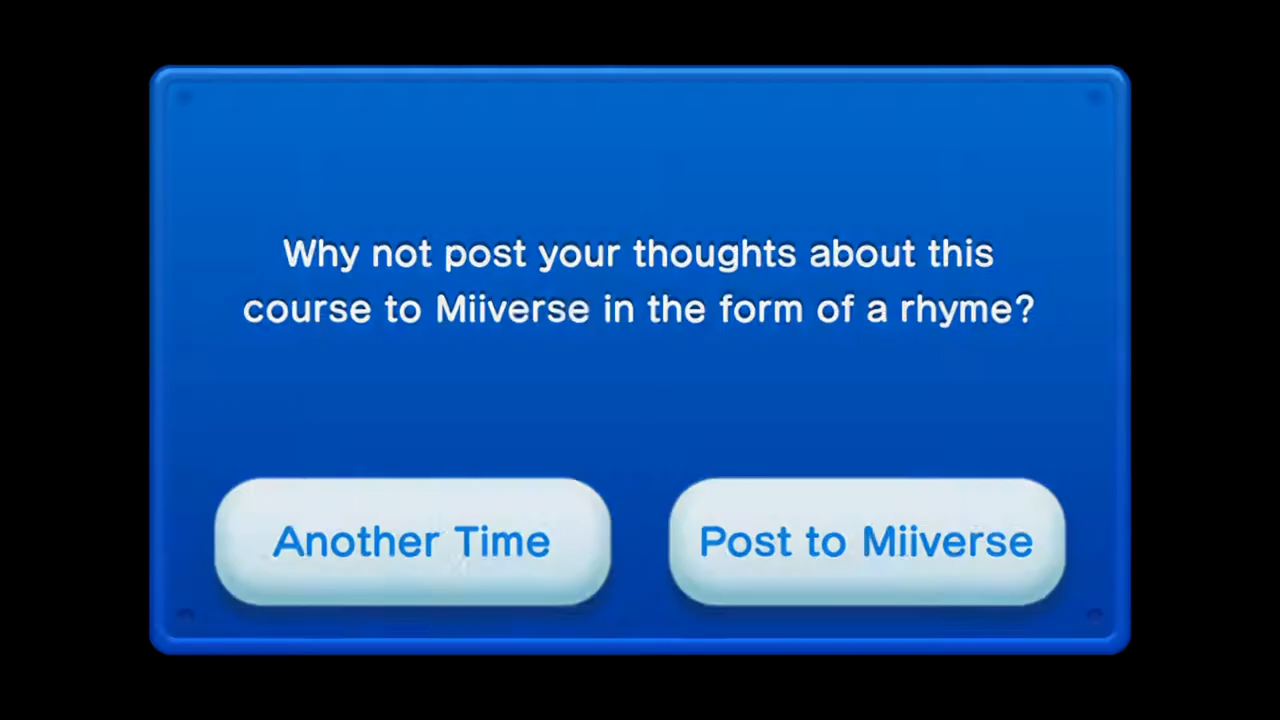 Why not post your thoughts about this
course to Miiverse in the form of a rhyme?
Another Time
Post to Miiverse